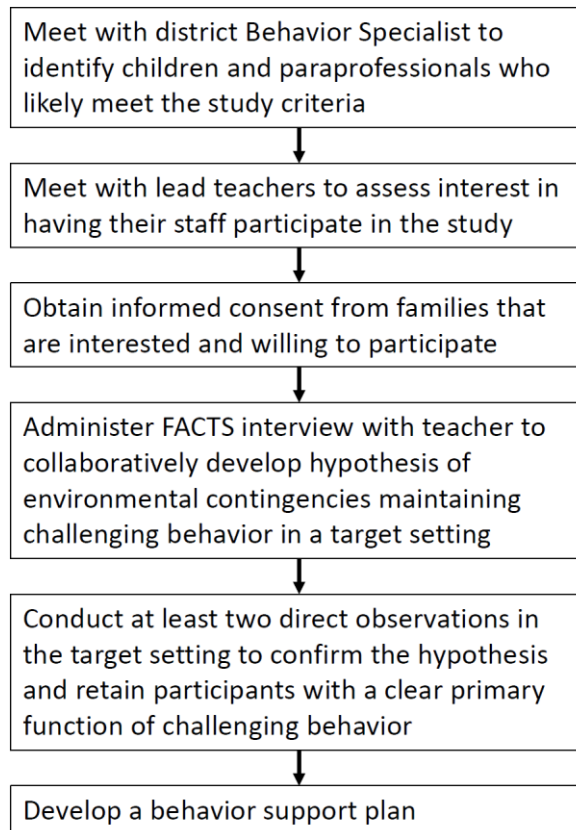 Meet with district Behavior Specialist to
identify children and paraprofessionals who
likely meet the study criteria
Meet with lead teachers to assess interest in
having their staff participate in the study
Obtain informed consent from families that
are interested and willing to participate
Administer FACTS interview with teacher to
collaboratively develop hypothesis of
environmental contingencies maintaining
challenging behavior in a target setting
Conduct at least two direct observations in
the target setting to confirm the hypothesis
and retain participants with a clear primary
function of challenging behavior
Develop a behavior support plan